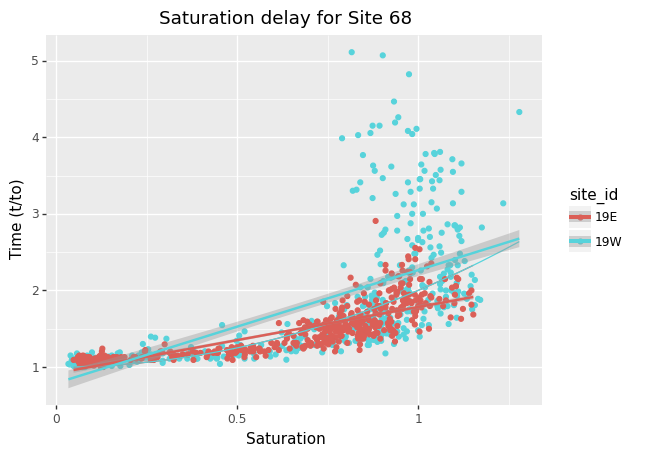 Saturation delay for Site 68
5
4
3
2
1
Time (t/to)
0
0.5
1
Saturation
site_id
19E
19W